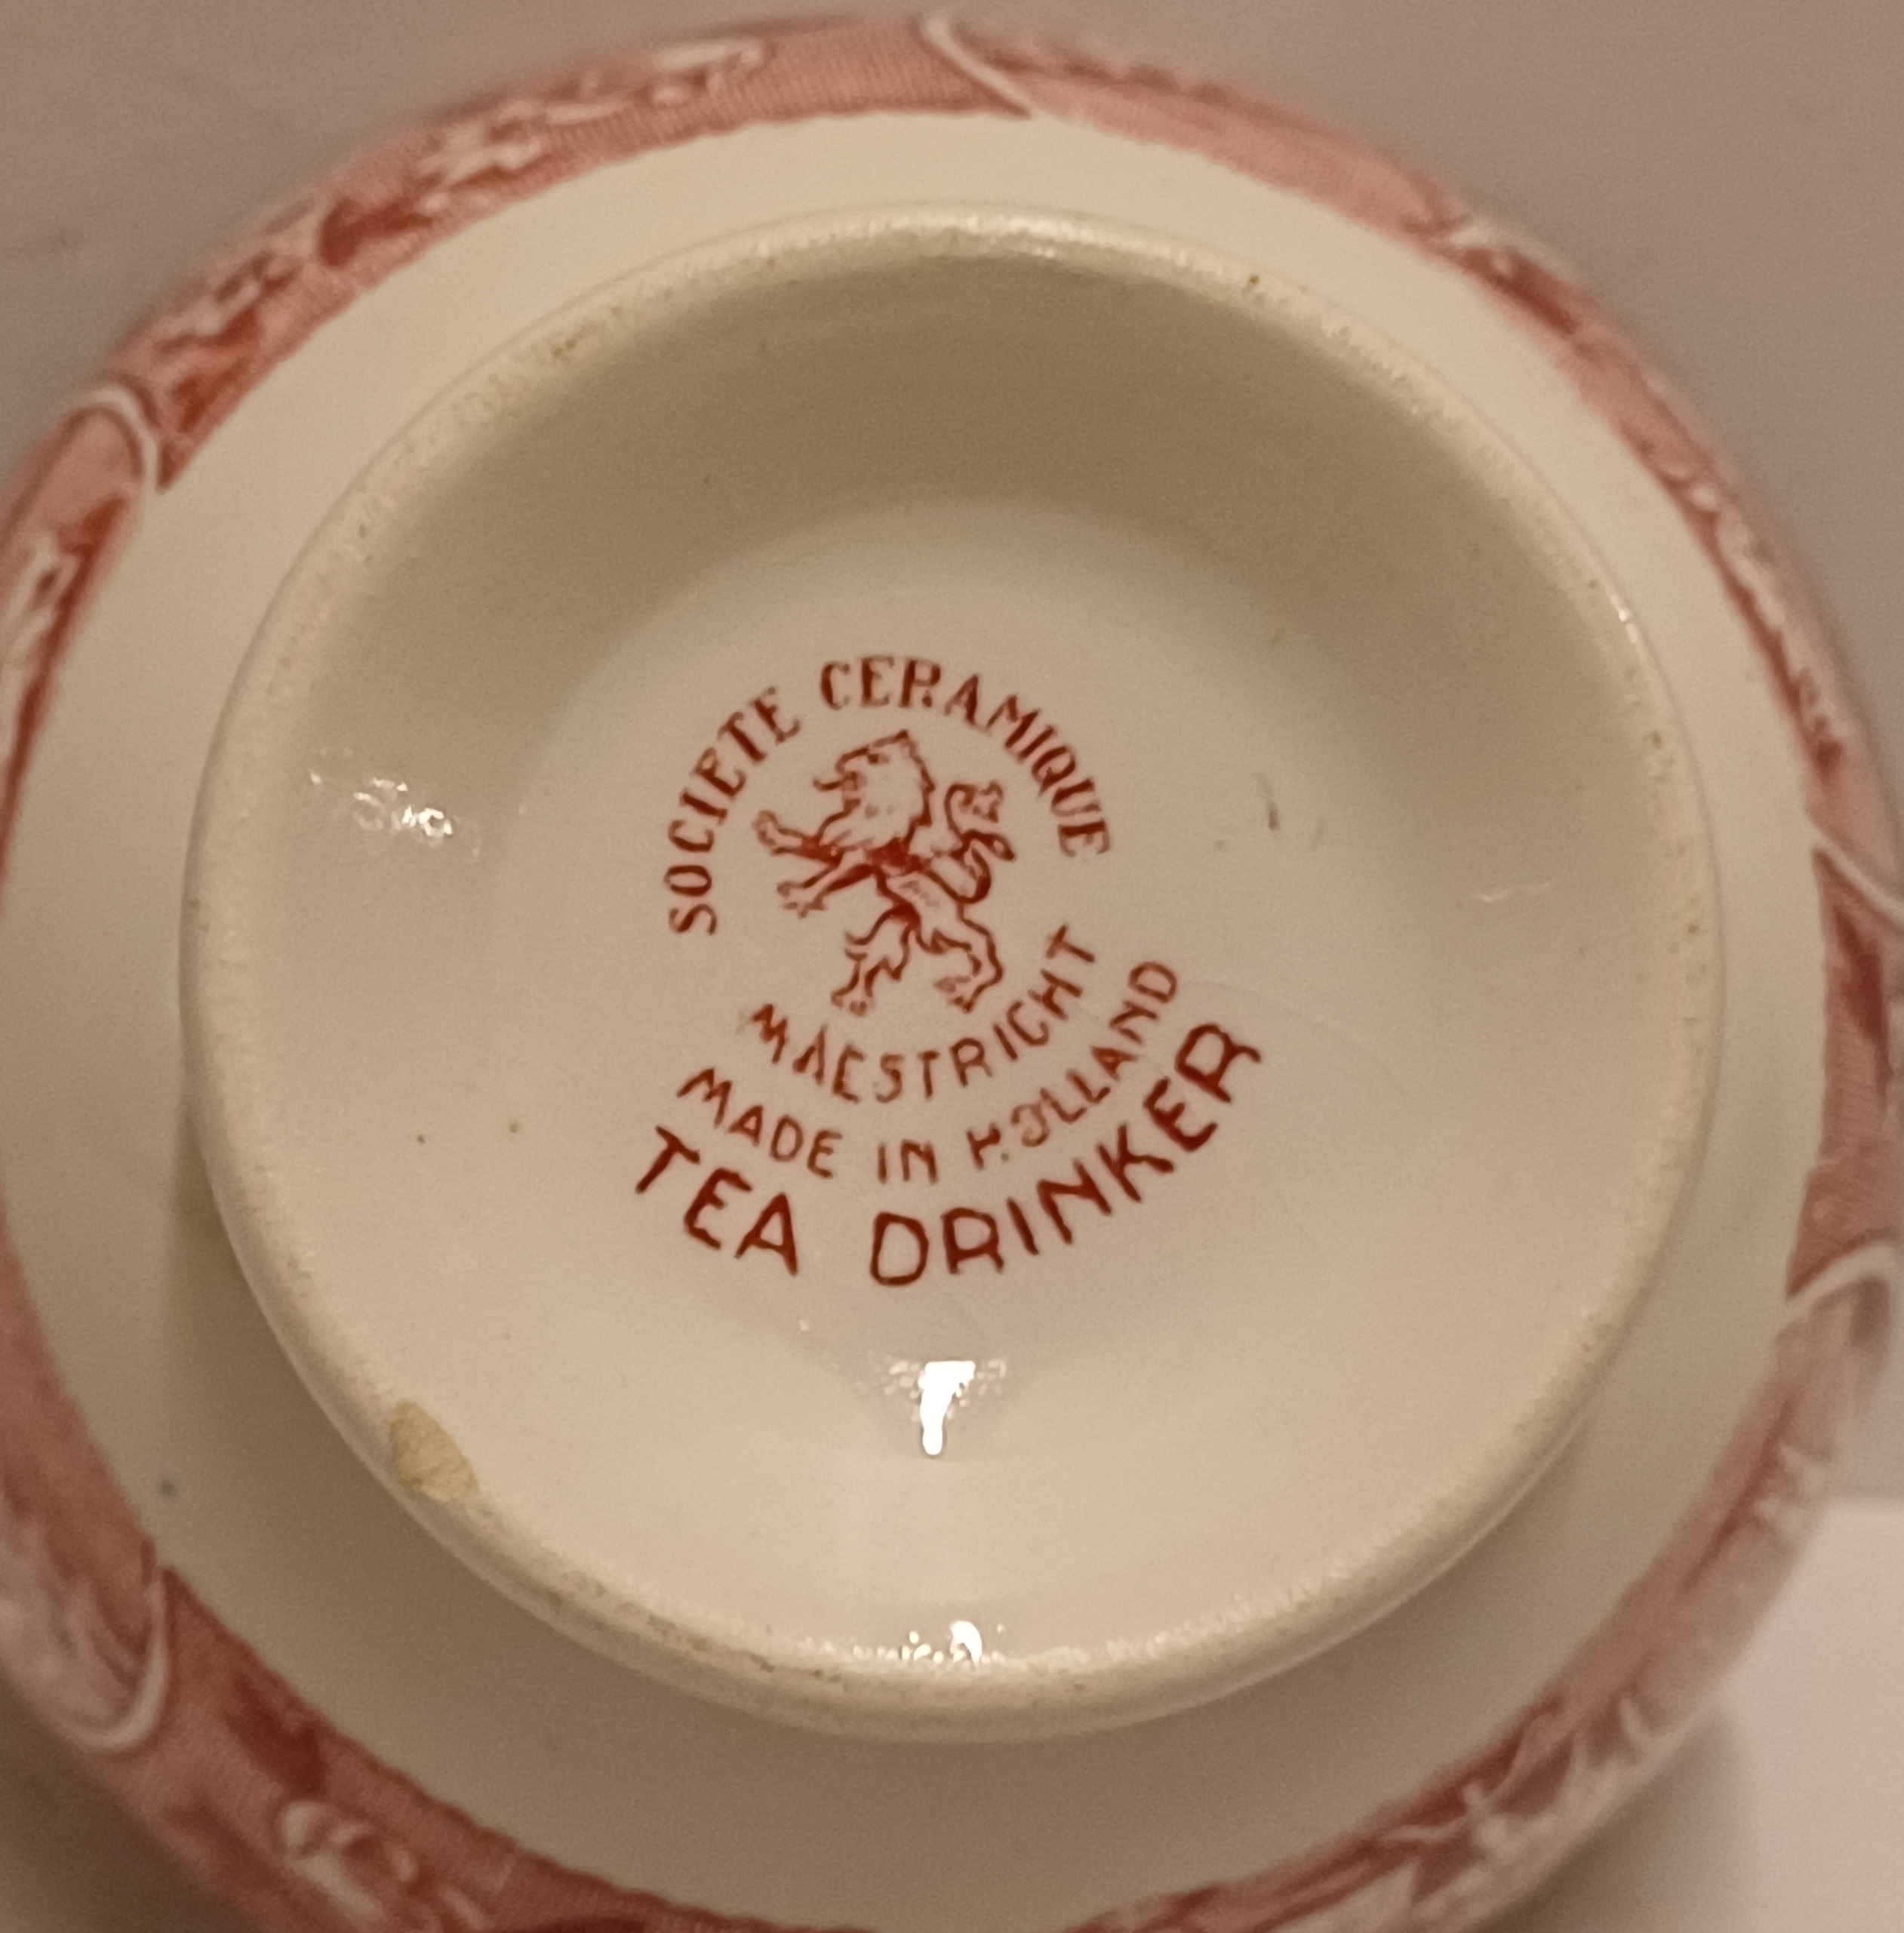 SOCIETE CERAMIQUE
MAESTRICHT
MADE IN HOLLAND
TEA DRINKER